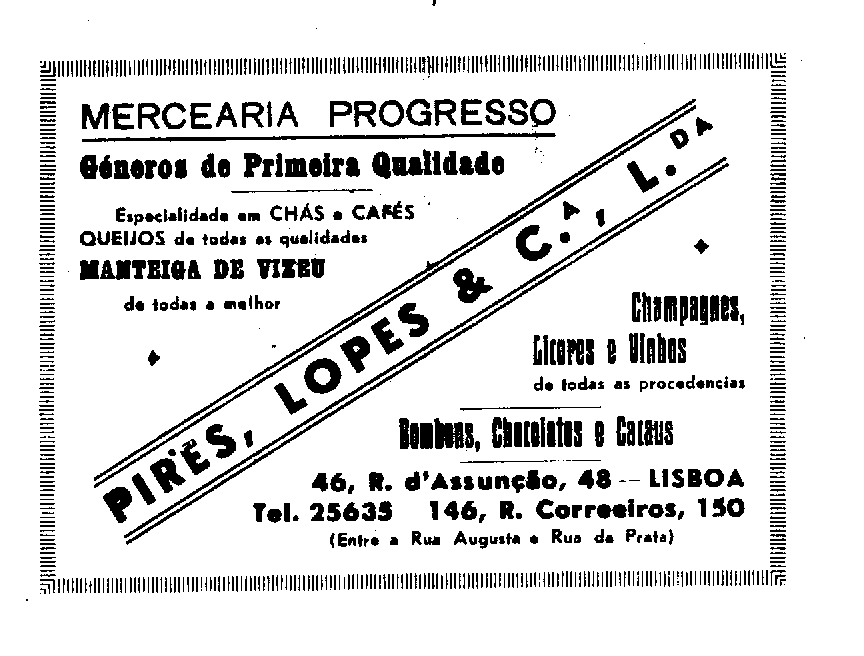 MERCEARIA PROGRESSO
Géneros de Primeira Qualidade
Especialidade em CHÁS e CAFÉS
QUEIJOS de todas as qualidades
MANTEIGA DE VIZEU
de todas a melhor
PIRES, LOPES & C.ª, L.DA
Champagnes,
Licores e Vinhos
de todas as procedencias
Bombons, Chocolates e Cacaus
46, R. d'Assunção, 48 -- LISBOA
Tel. 25635 146, R. Correeiros, 150
(Entre a Rua Augusta e Rua da Prata)